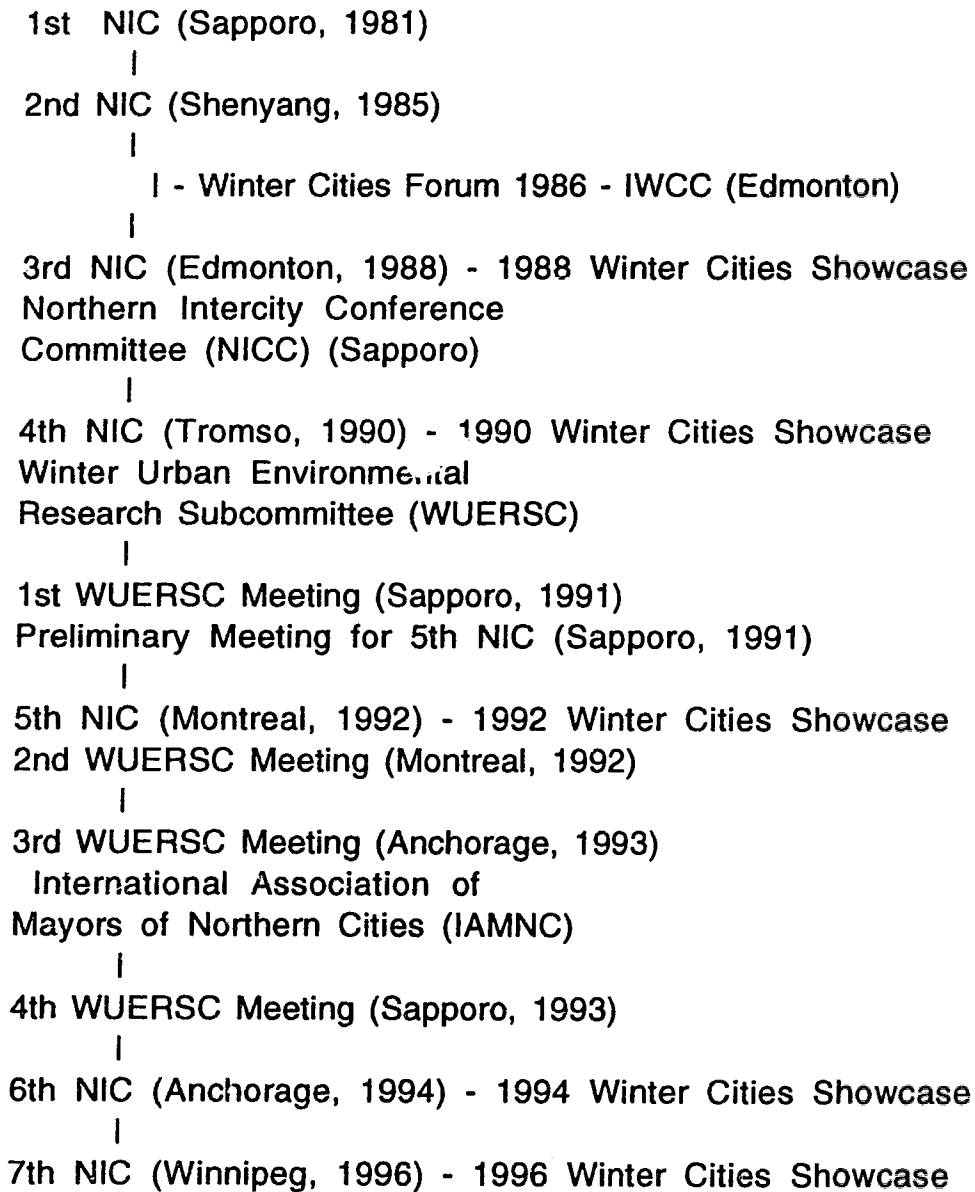 1st NIC (Sapporo, 1981)
|
2nd NIC (Shenyang, 1985)
|
| - Winter Cities Forum 1986 - IWCC (Edmonton)
|
3rd NIC (Edmonton, 1988) - 1988 Winter Cities Showcase
Northern Intercity Conference
Committee (NICC) (Sapporo)
|
4th NIC (Tromso, 1990) - 1990 Winter Cities Showcase
Winter Urban Environmental
Research Subcommittee (WUERSC)
|
1st WUERSC Meeting (Sapporo, 1991)
Preliminary Meeting for 5th NIC (Sapporo, 1991)
|
5th NIC (Montreal, 1992) - 1992 Winter Cities Showcase
2nd WUERSC Meeting (Montreal, 1992)
|
3rd WUERSC Meeting (Anchorage, 1993)
International Association of
Mayors of Northern Cities (IAMNC)
|
4th WUERSC Meeting (Sapporo, 1993)
|
6th NIC (Anchorage, 1994) - 1994 Winter Cities Showcase
|
7th NIC (Winnipeg, 1996) - 1996 Winter Cities Showcase